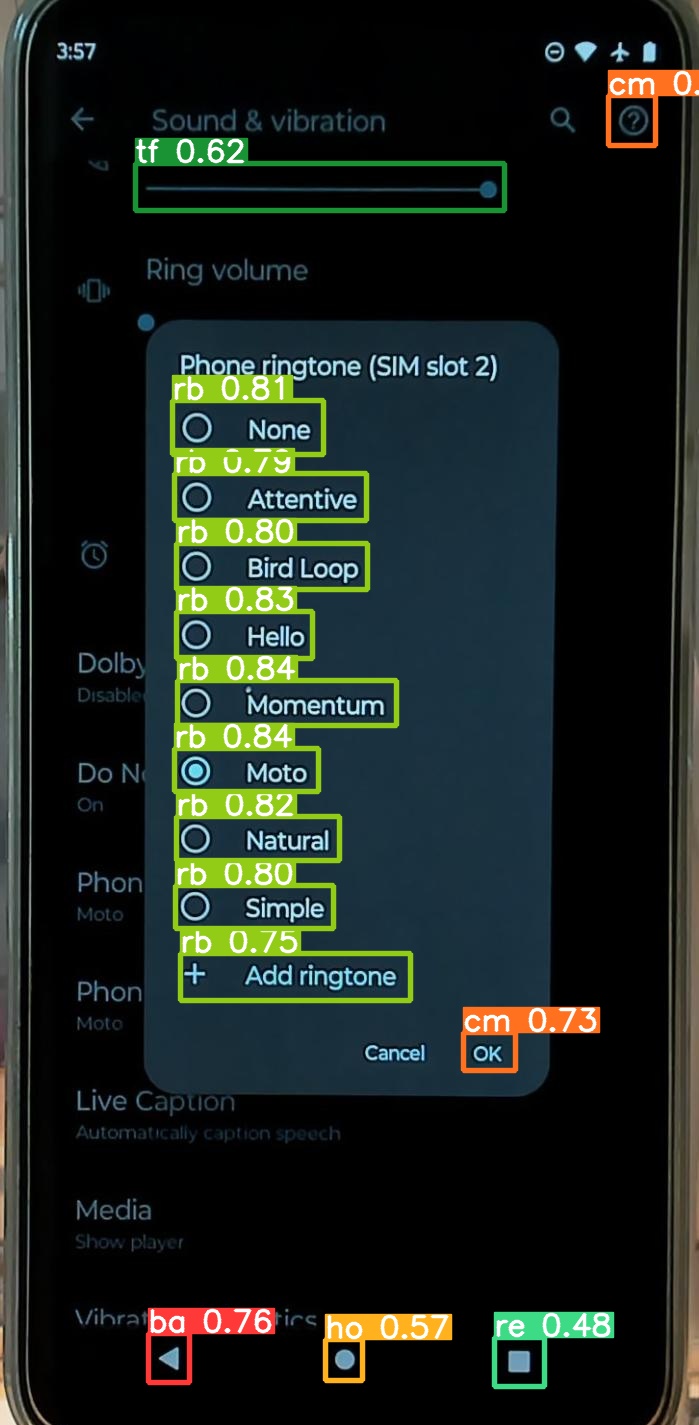 3:57
cm 0.
Sound & vibration
tf 0.62
Ring volume
Phone ringtone (SIM slot 2)
rb 0.81
None
rb 0.79
Attentive
rb 0.80
Bird Loop
rb 0.83
Hello
Dolby
rb 0.84
Disable
Momentum
rb 0.84
Do N
Moto
On
rb 0.82
Natural
rb 0.80
Phon
Simple
Moto
rb 0.75
Add ringtone
Phon
cm 0.73
Moto
Cancel OK
Live Caption
Automatically caption speech
Media
Show player
Vibrat tics
ba 0.76 ho 0.57 re 0.48